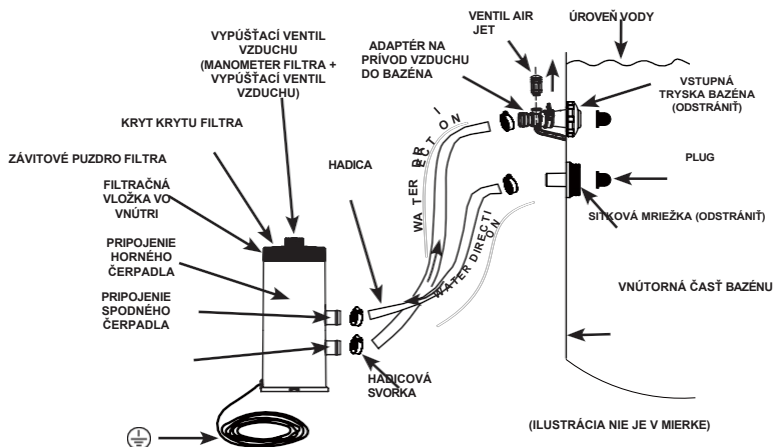 VYPÚŠŤACÍ VENTIL
VZDUCHU
(MANOMETER FILTRA +
VYPÚŠŤACÍ VENTIL
VZDUCHU)
KRYT KRYTU FILTRA
ZÁVITOVÉ PUZDRO FILTRA
FILTRAČNÁ
VLOŽKA VO
VNÚTRI
PRIPOJENIE
HORNÉHO
ČERPADLA
PRIPOJENIE
SPODNÉHO
ČERPADLA
HADICA
HADICOVÁ
SVORKA
WATER DIRECTION
WATER DIRECTION
ADAPTÉR NA
PRÍVOD VZDUCHU
DO BAZÉNA
VENTIL AIR
JET
ÚROVEŇ VODY
VSTUPNÁ
TRYSKA BAZÉNA
(ODSTRÁNIŤ)
PLUG
SITKOVÁ MRIEŽKA (ODSTRÁNIŤ)
VNÚTORNÁ ČASŤ BAZÉNU
(ILUSTRÁCIA NIE JE V MIERKE)